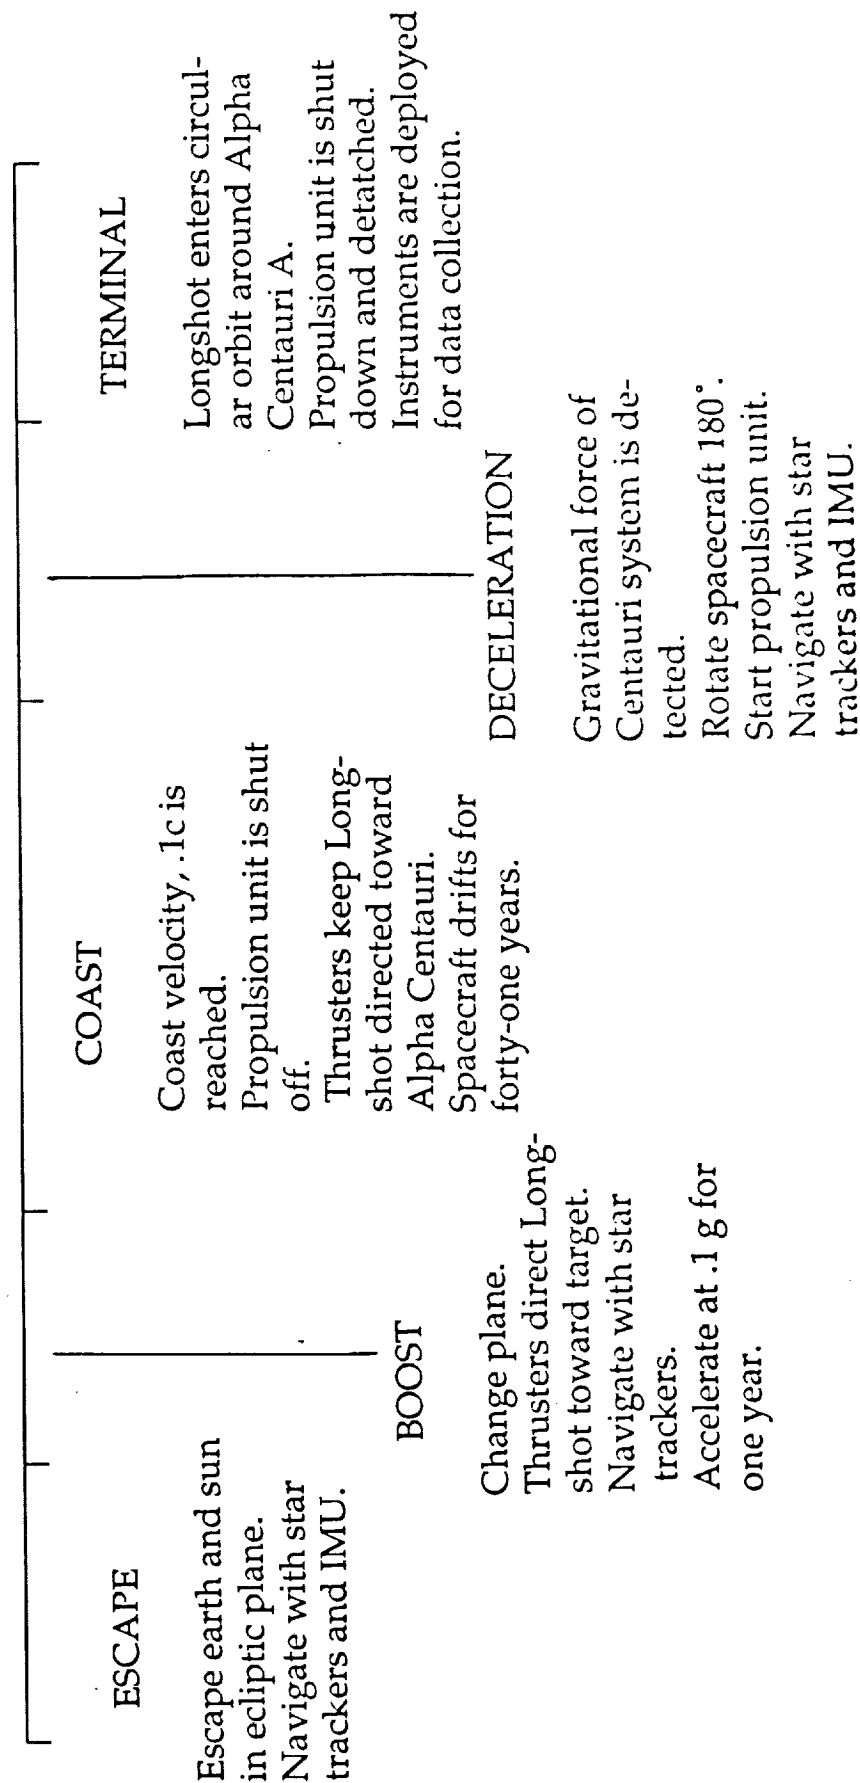 ESCAPE
Escape earth and sun
in ecliptic plane.
Navigate with star
trackers and IMU.
BOOST
Change plane.
Thrusters direct Long-
shot toward target.
Navigate with star
trackers.
Accelerate at .1 g for
one year.
COAST
Coast velocity, .1c is
reached.
Propulsion unit is shut
off.
Thrusters keep Long-
shot directed toward
Alpha Centauri.
Spacecraft drifts for
forty-one years.
DECELERATION
Gravitational force of
Centauri system is de-
tected.
Rotate spacecraft 180°.
Start propulsion unit.
Navigate with star
trackers and IMU.
TERMINAL
Longshot enters circul-
ar orbit around Alpha
Centauri A.
Propulsion unit is shut
down and detatched.
Instruments are deployed
for data collection.